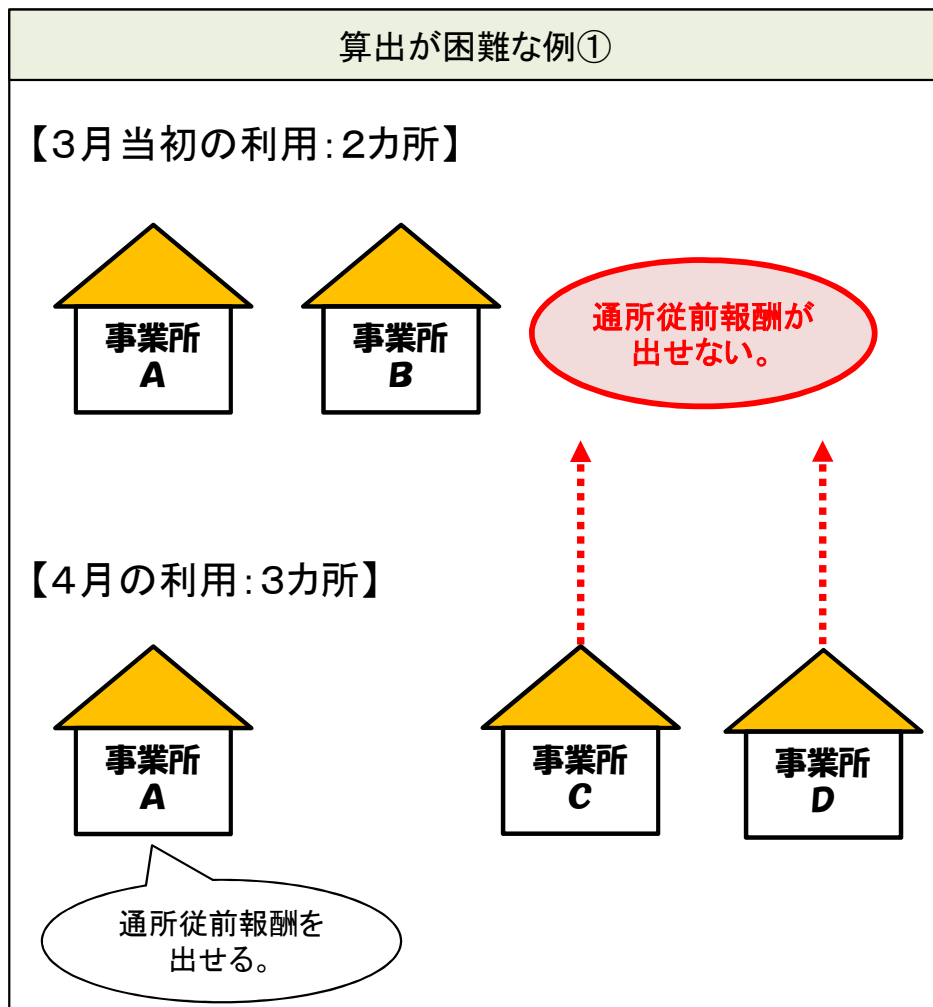 算出が困難な例①
【３月当初の利用：２カ所】
事業所
A
事業所
B
通所従前報酬が
出せない。
【４月の利用：３カ所】
事業所
A
事業所
C
事業所
D
通所従前報酬を
出せる。